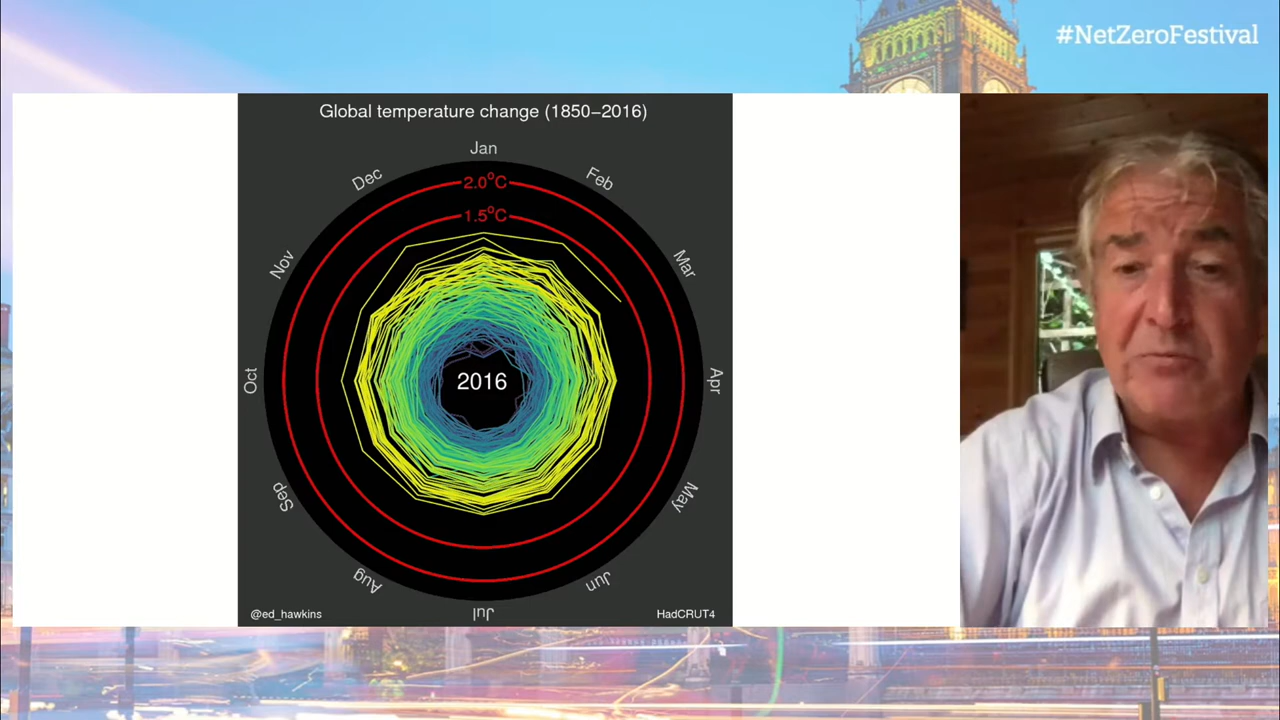 #NetZeroFestival
Global temperature change (1850–2016)
Jan
Dec
Feb
2.0°C
1.5°C
Nov
Mar
2016
Oct
Apr
Sep
May
Aug
Jun
Jul
@ed_hawkins
HadCRUT4